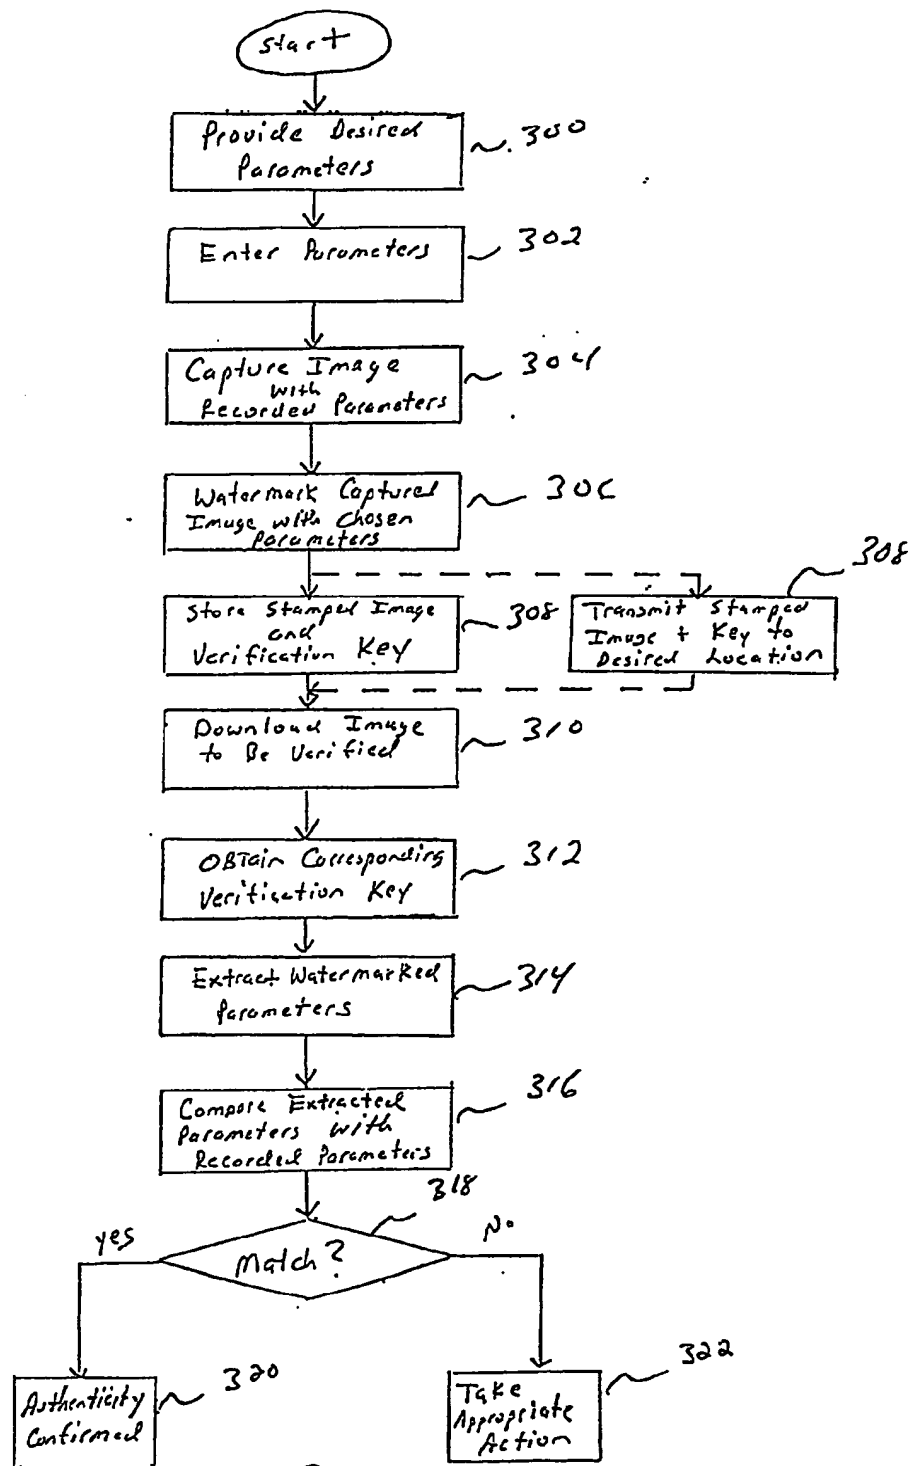 Start
Provide Desired
Parameters
300
Enter Parameters
302
Capture Image
with
Recorded Parameters
304
Watermark Captured
Image with Chosen
Parameters
306
Store Stamped Image
and
Verification Key
308
Transmit Stamped
Image + Key to
Desired Location
308
Download Image
to Be Verified
310
OBTain Corresponding
Verification Key
312
Extract Watermarked
Parameters
314
Compare Extracted
Parameters with
Recorded Parameters
316
318
Match?
yes
No
Authenticity
Confirmed
320
Take
Appropriate
Action
322